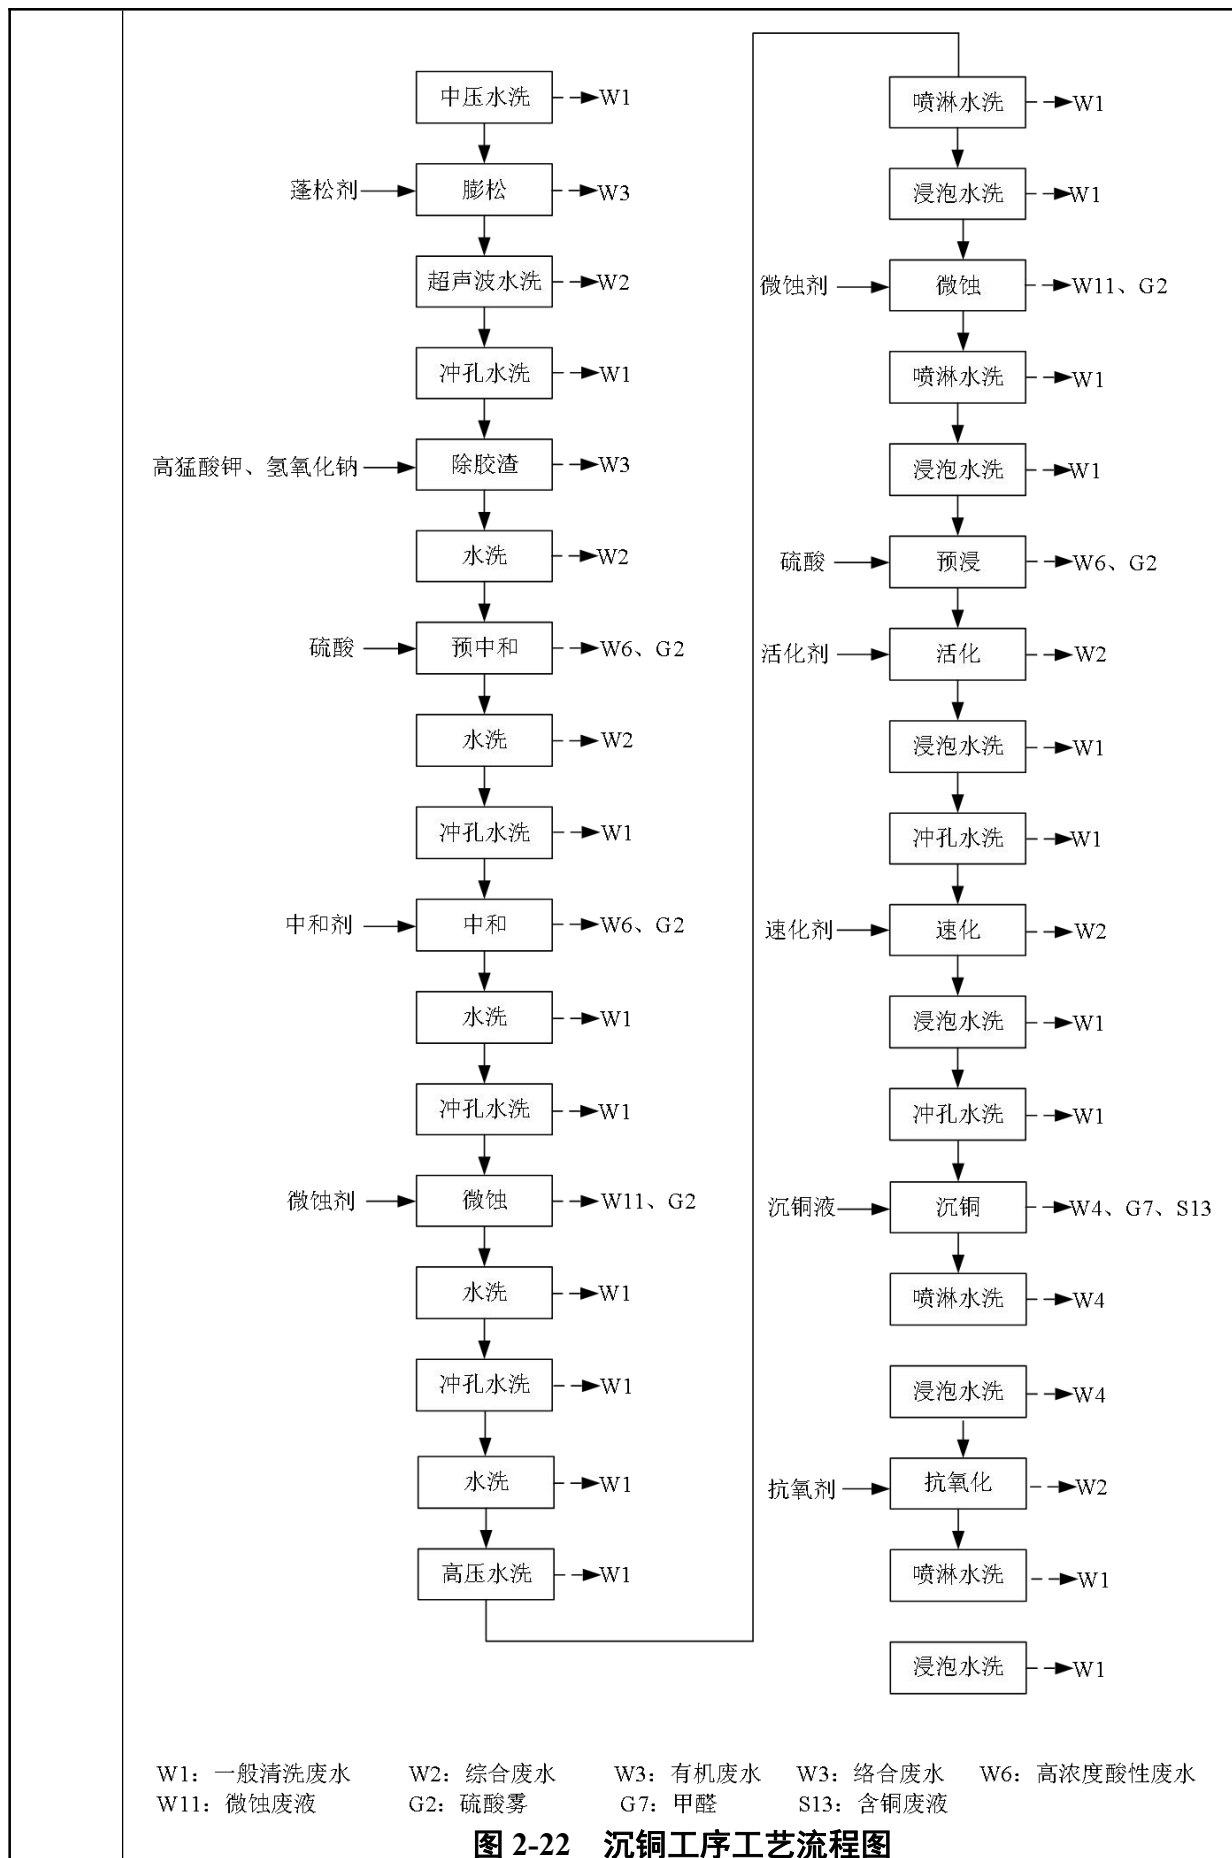 中压水洗 W1
蓬松剂 膨松 W3
超声波水洗 W2
冲孔水洗 W1
高猛酸钾、氢氧化钠 除胶渣 W3
水洗 W2
硫酸 预中和 W6、G2
水洗 W2
冲孔水洗 W1
中和剂 中和 W6、G2
水洗 W1
冲孔水洗 W1
微蚀剂 微蚀 W11、G2
水洗 W1
冲孔水洗 W1
水洗 W1
高压水洗 W1
喷淋水洗 W1
浸泡水洗 W1
微蚀剂 微蚀 W11、G2
喷淋水洗 W1
浸泡水洗 W1
硫酸 预浸 W6、G2
活化剂 活化 W2
浸泡水洗 W1
冲孔水洗 W1
速化剂 速化 W2
浸泡水洗 W1
冲孔水洗 W1
沉铜液 沉铜 W4、G7、S13
喷淋水洗 W4
浸泡水洗 W4
抗氧剂 抗氧化 W2
喷淋水洗 W1
浸泡水洗 W1
W1：一般清洗废水 W2：综合废水 W3：有机废水 W3：络合废水 W6：高浓度酸性废水
W11：微蚀废液 G2：硫酸雾 G7：甲醛 S13：含铜废液
图 2-22 沉铜工序工艺流程图